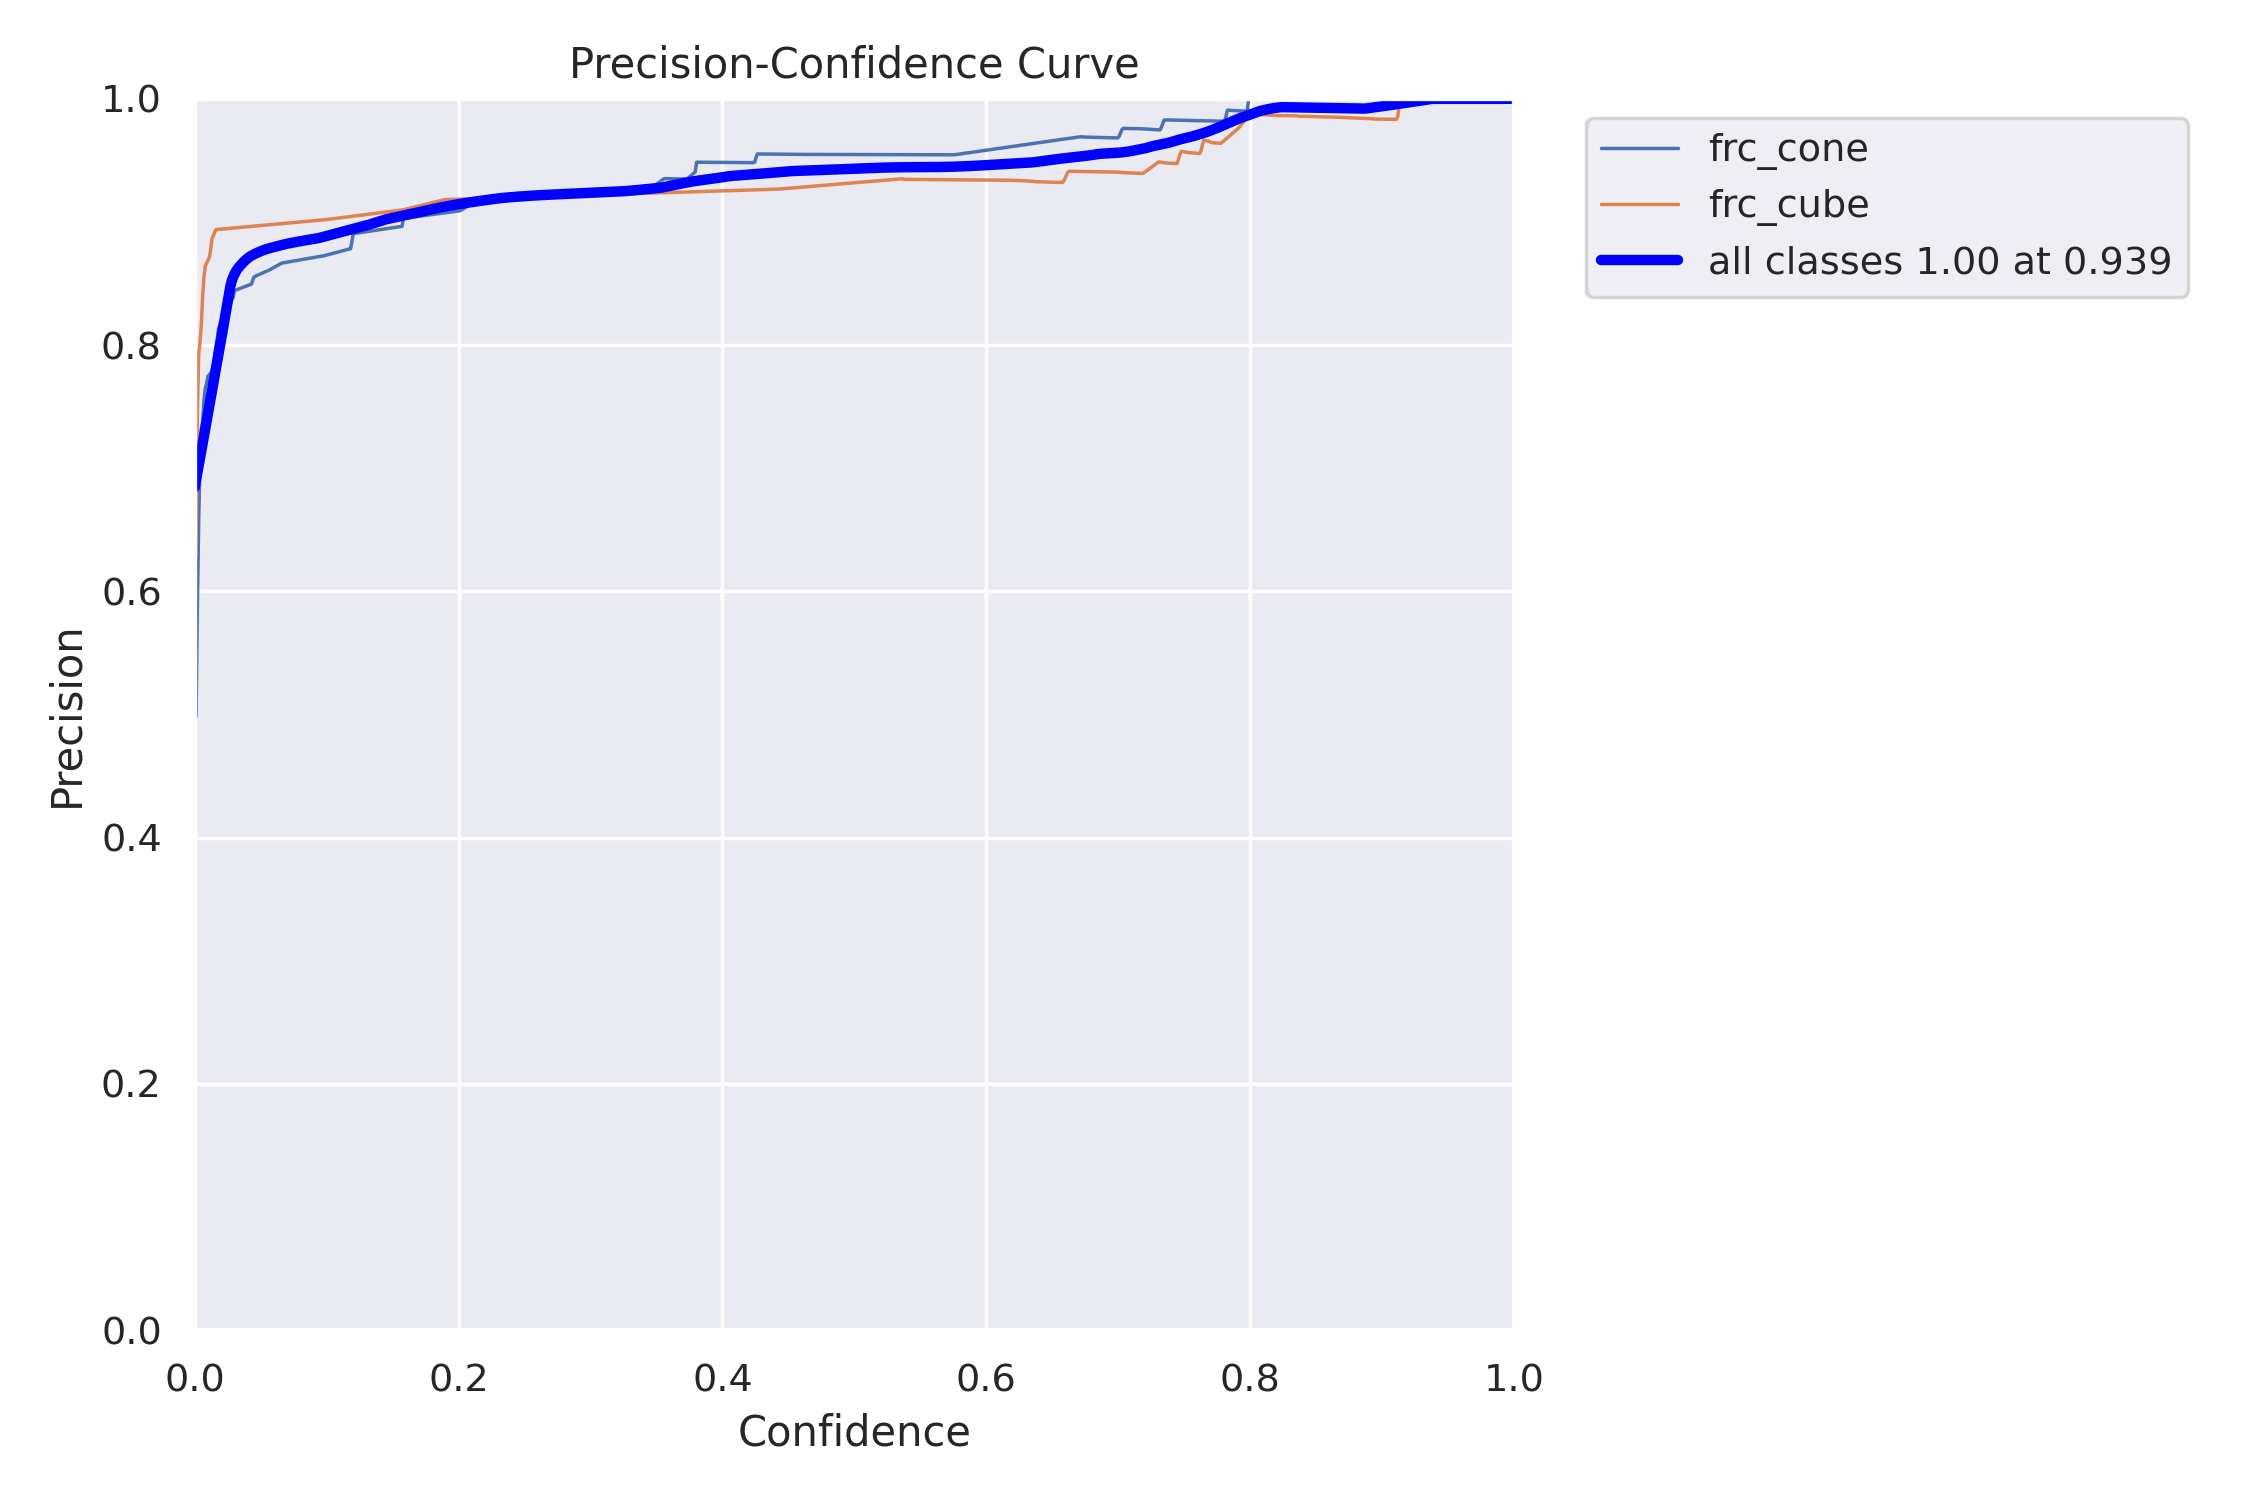 Precision-Confidence Curve
1.0
0.8
0.6
0.4
0.2
0.0
Precision
0.0 0.2 0.4 0.6 0.8 1.0
Confidence
frc_cone
frc_cube
all classes 1.00 at 0.939